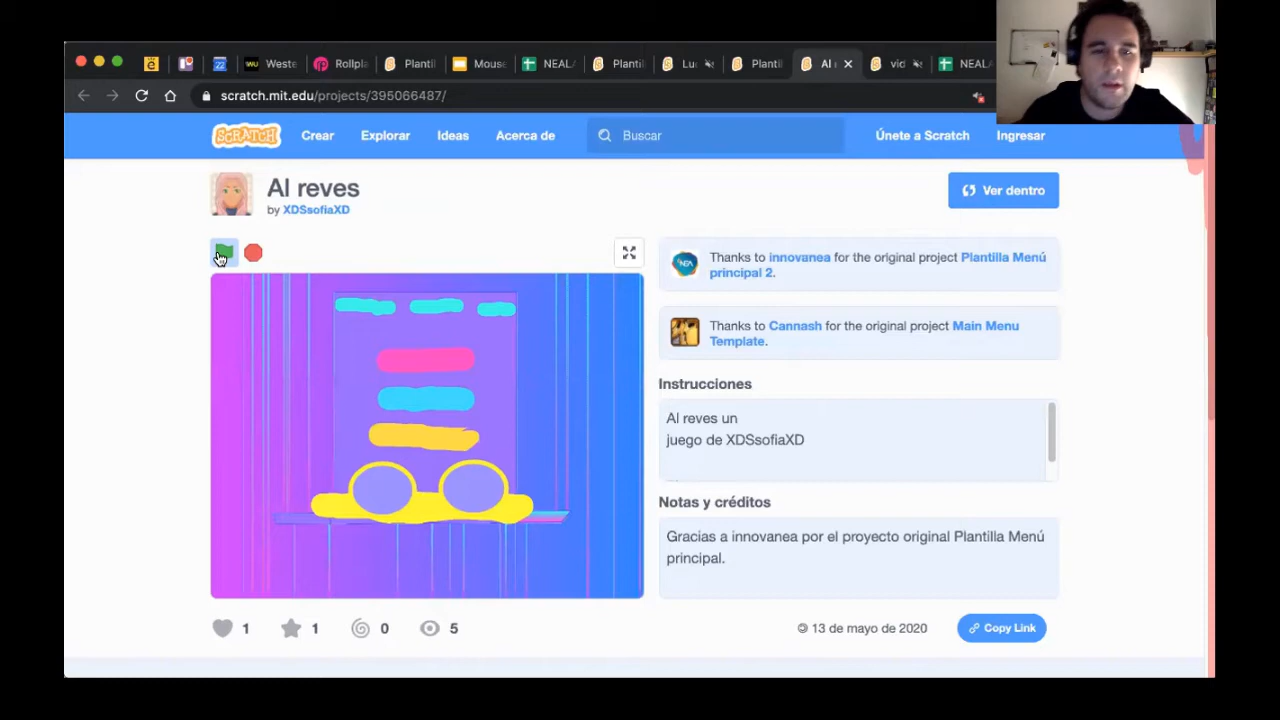 22
WU Weste
Rollpla
Plantil
Mouse
NEAL
Plantil
Lu
Plantil
Al
vid
NEAL
scratch.mit.edu/projects/395066487/
SCRATCH
Crear
Explorar
Ideas
Acerca de
Buscar
Únete a Scratch
Ingresar
Al reves
by XDSsofiaXD
Ver dentro
Thanks to innovanea for the original project Plantilla Menú
principal 2.
Thanks to Cannash for the original project Main Menu
Template.
Instrucciones
Al reves un
juego de XDSsofiaXD
Notas y créditos
Gracias a innovanea por el proyecto original Plantilla Menú
principal.
1
1
0
5
13 de mayo de 2020
Copy Link